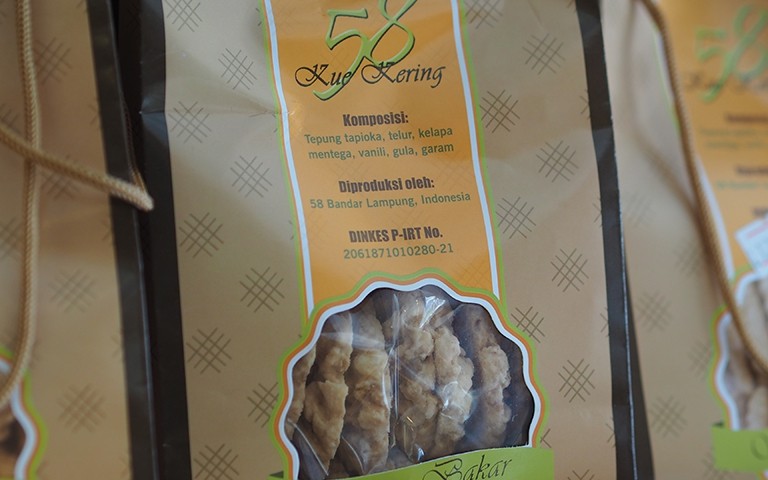 58
Kue Kering
Komposisi:
Tepung tapioka, telur, kelapa
mentega, vanili, gula, garam
Diproduksi oleh:
58 Bandar Lampung, Indonesia
DINKES P-IRT No.
2061871010280-21
Bakar
58